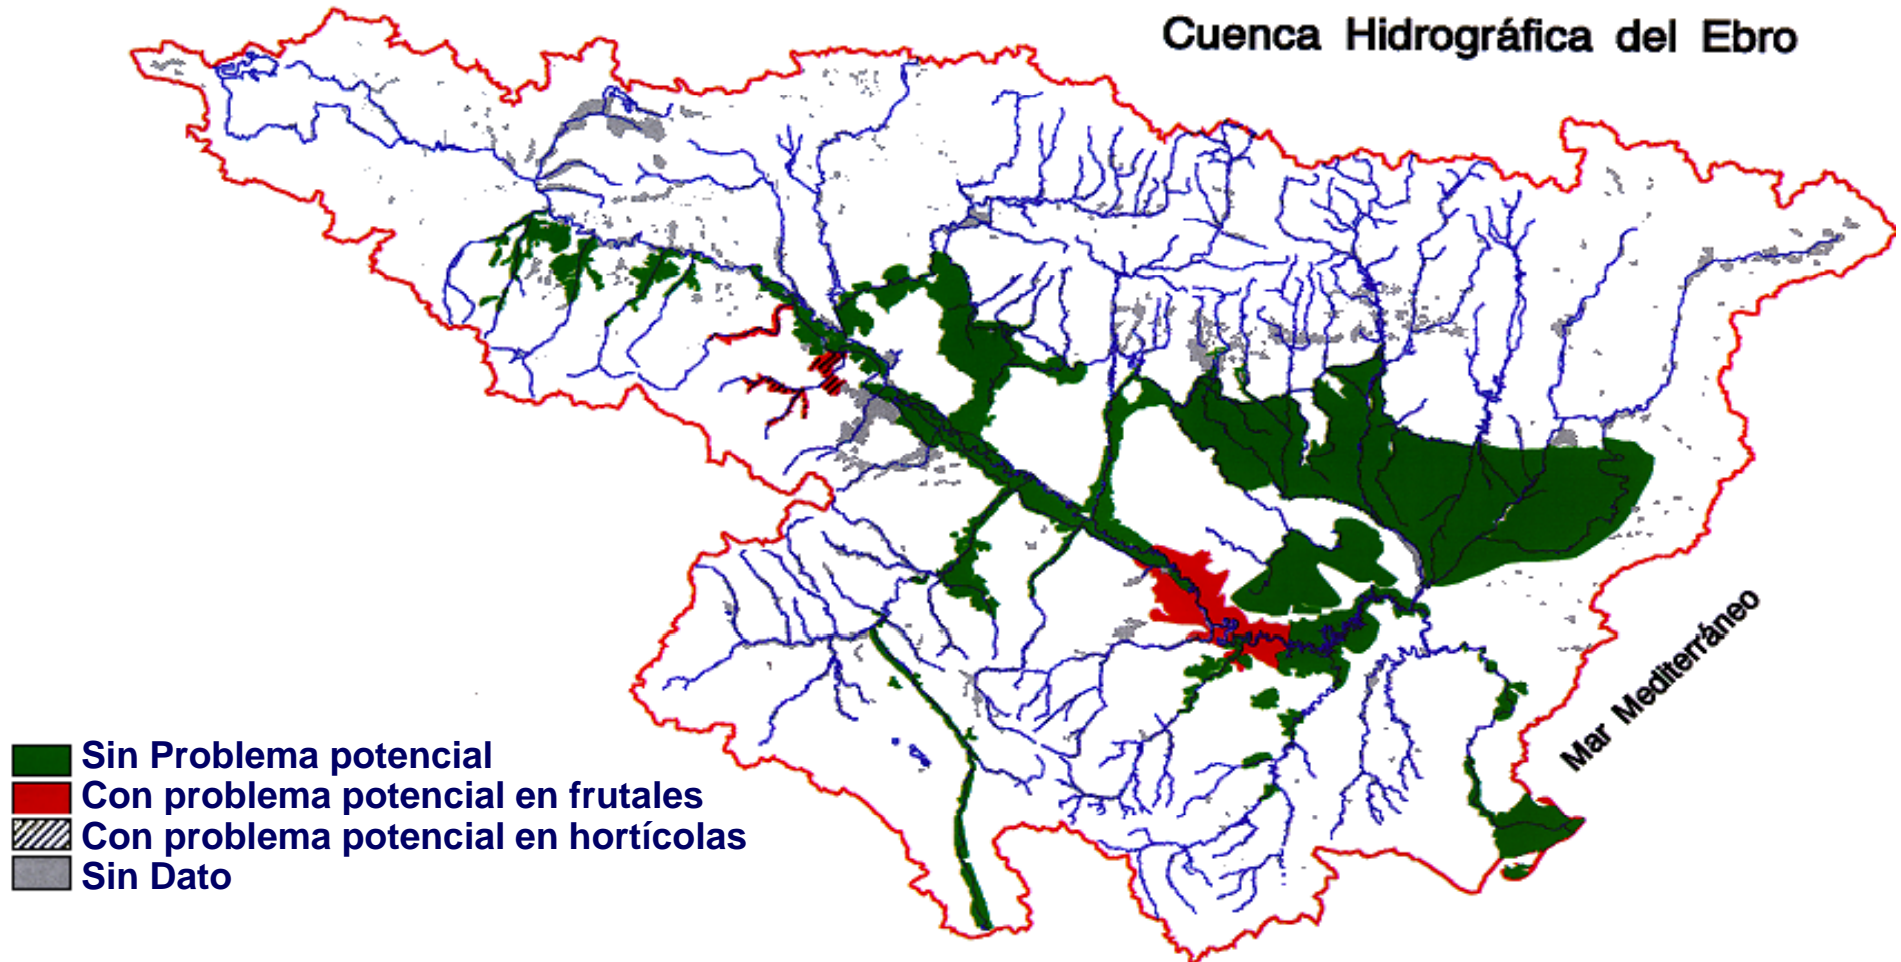 Cuenca Hidrográfica del Ebro
Mar Mediterráneo
Sin Problema potencial
Con problema potencial en frutales
Con problema potencial en hortícolas
Sin Dato